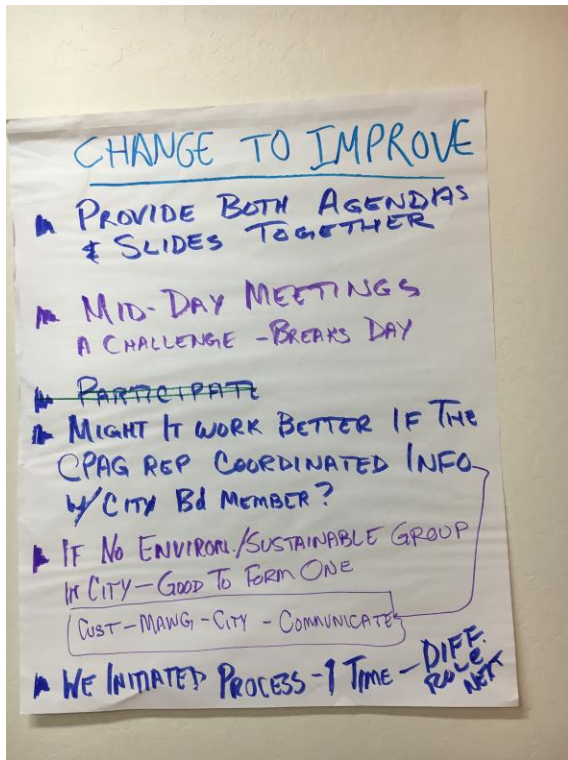 CHANGE TO IMPROVE
PROVIDE BOTH AGENDAS
& SLIDES TOGETHER
MID-DAY MEETINGS
A CHALLENGE - BREAKS DAY
PARTICIPATE
MIGHT IT WORK BETTER IF THE
CPAG REP COORDINATED INFO
W/ CITY Bd MEMBER?
IF NO ENVIRON./SUSTAINABLE GROUP
IN CITY - GOOD TO FORM ONE
CUST - MAWG - CITY - COMMUNICATE
WE INITIATED PROCESS - 1 TIME - DIFF.
ROLE
NEXT